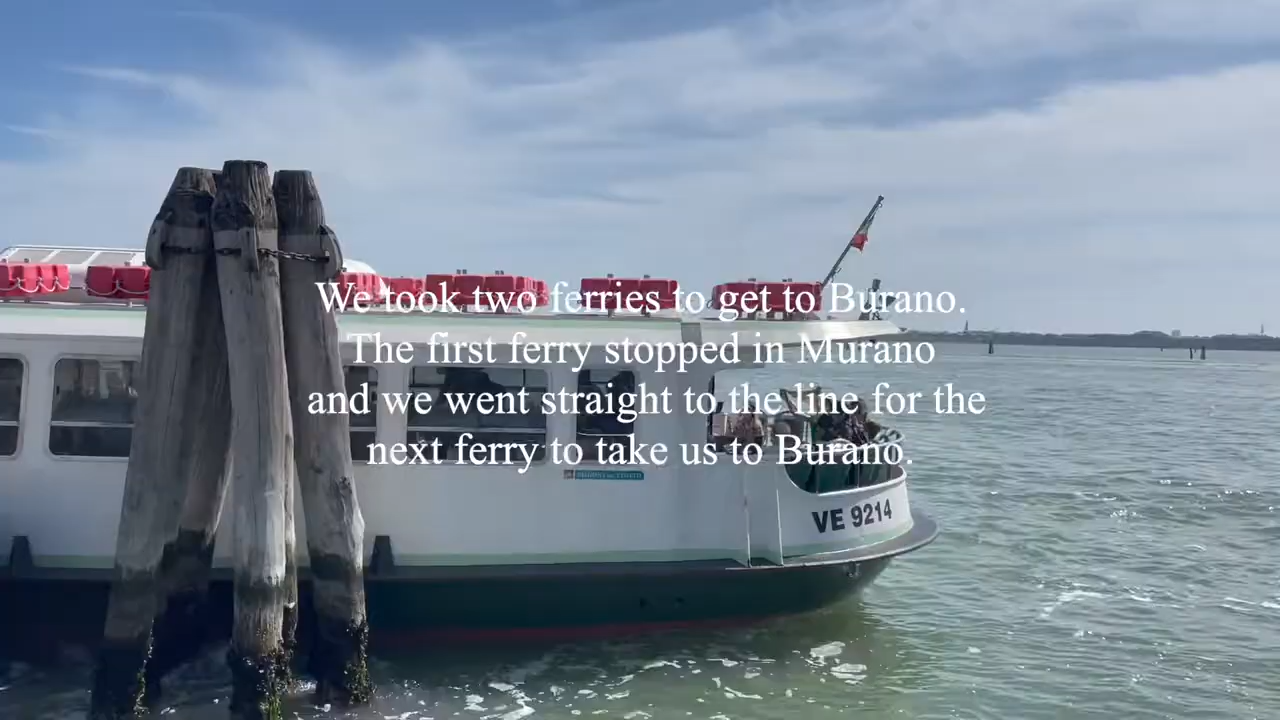 We took two ferries to get to Burano.
The first ferry stopped in Murano
and we went straight to the line for the
next ferry to take us to Burano.
VE 9214